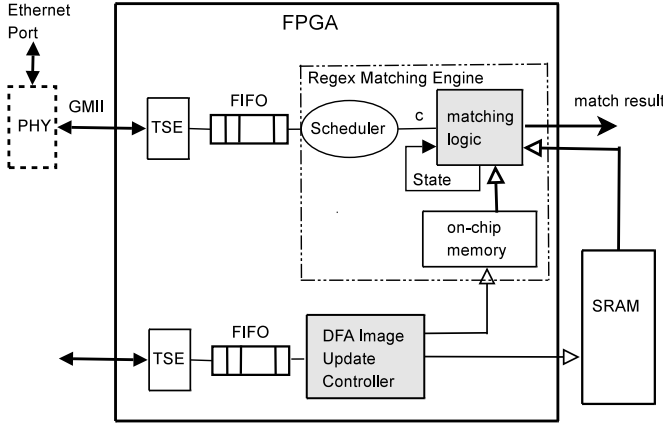 Ethernet
Port
FPGA
Regex Matching Engine
GMII
PHY
TSE
FIFO
Scheduler
c
matching
logic
match result
State
on-chip
memory
SRAM
TSE
FIFO
DFA Image
Update
Controller